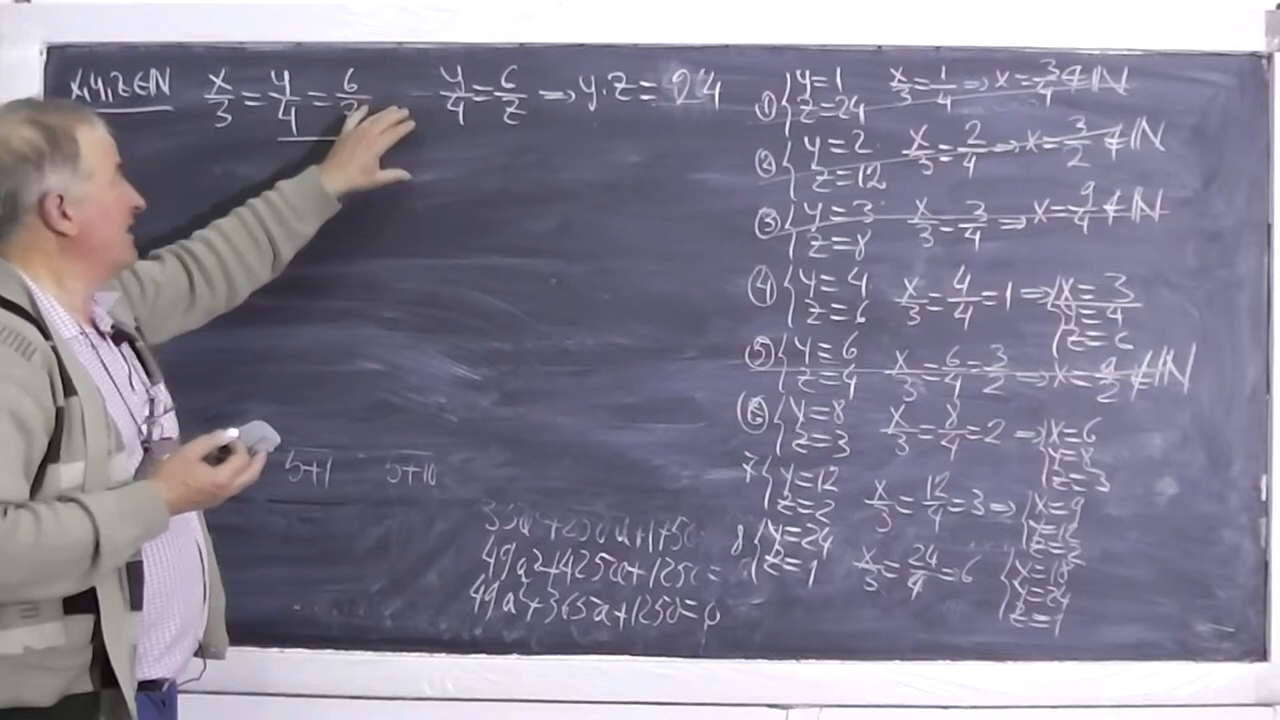 x,y,z∈ℕ x/3 = y/4 = 6/z y/4 = 6/z ⇒ y·z = 24
① { y=1 z=24 x/3 = 1/4 ⇒ x = 3/4 ∉ ℕ
② { y=2 z=12 x/3 = 2/4 ⇒ x = 3/2 ∉ ℕ
③ { y=3 z=8 x/3 = 3/4 ⇒ x = 9/4 ∉ ℕ
④ { y=4 z=6 x/3 = 4/4 = 1 ⇒ { x=3 y=4 z=6
⑤ { y=6 z=4 x/3 = 6/4 = 3/2 ⇒ x = 9/2 ∉ ℕ
⑥ { y=8 z=3 x/3 = 8/4 = 2 ⇒ { x=6 y=8 z=3
7 { y=12 z=2 x/3 = 12/4 = 3 ⇒ { x=9 y=12 z=2
8 { y=24 z=1 x/3 = 24/4 = 6 { x=18 y=24 z=1
5+1 5+10
49a²+425a+1250=
49a²+365a+1250=0